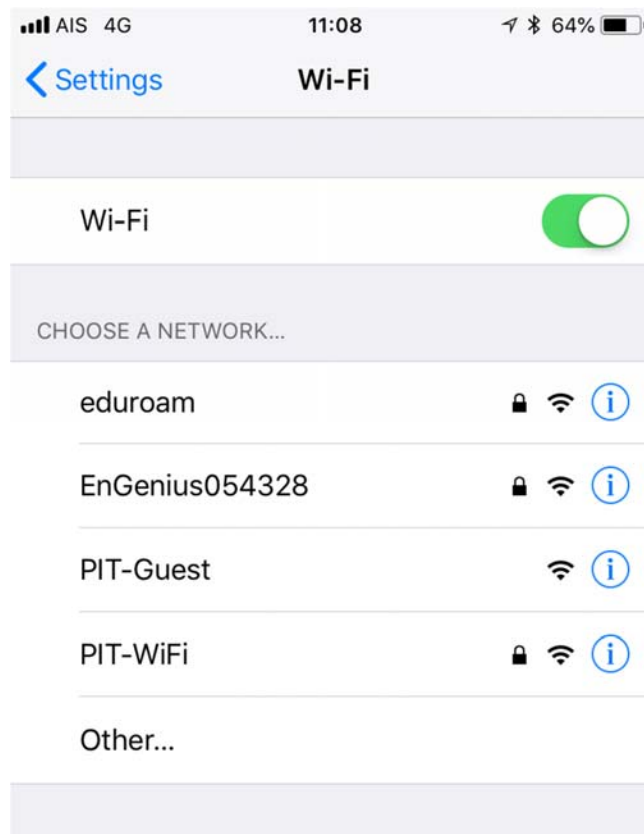 AIS 4G 11:08 64%
Settings Wi-Fi
Wi-Fi
CHOOSE A NETWORK...
eduroam
EnGenius054328
PIT-Guest
PIT-WiFi
Other...